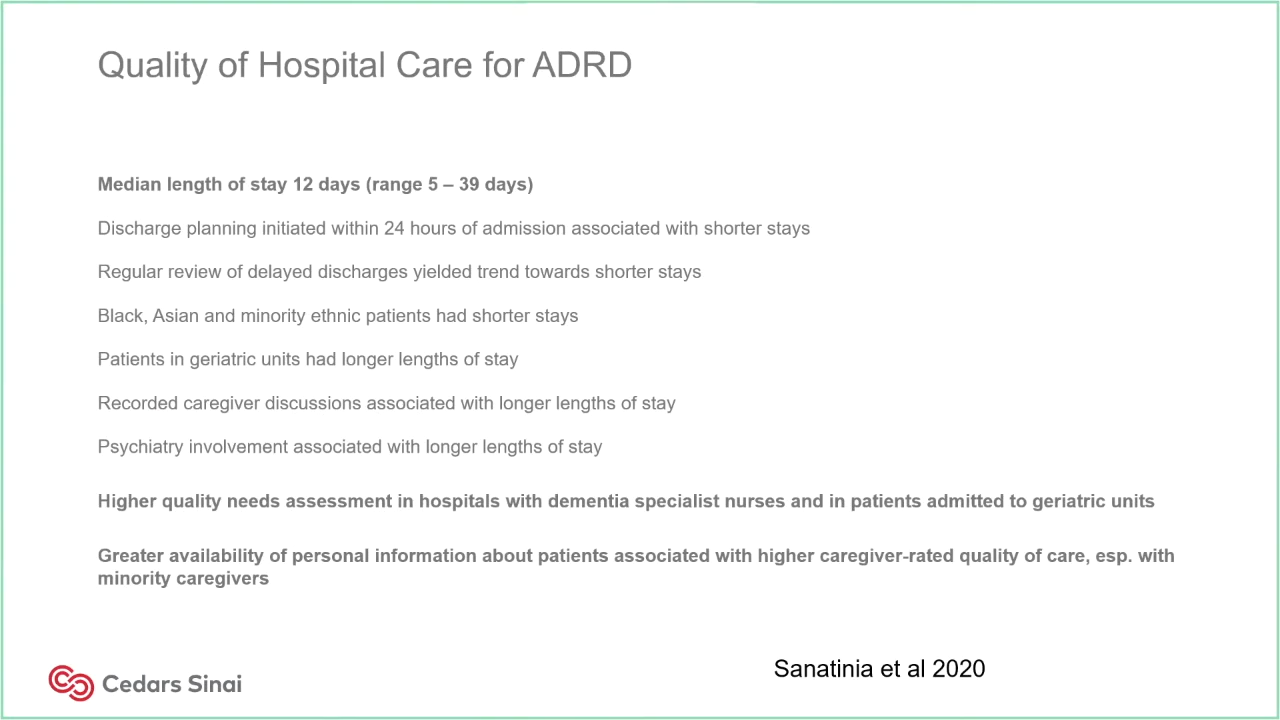 Quality of Hospital Care for ADRD
Median length of stay 12 days (range 5 – 39 days)
Discharge planning initiated within 24 hours of admission associated with shorter stays
Regular review of delayed discharges yielded trend towards shorter stays
Black, Asian and minority ethnic patients had shorter stays
Patients in geriatric units had longer lengths of stay
Recorded caregiver discussions associated with longer lengths of stay
Psychiatry involvement associated with longer lengths of stay
Higher quality needs assessment in hospitals with dementia specialist nurses and in patients admitted to geriatric units
Greater availability of personal information about patients associated with higher caregiver-rated quality of care, esp. with
minority caregivers
Sanatinia et al 2020
Cedars Sinai